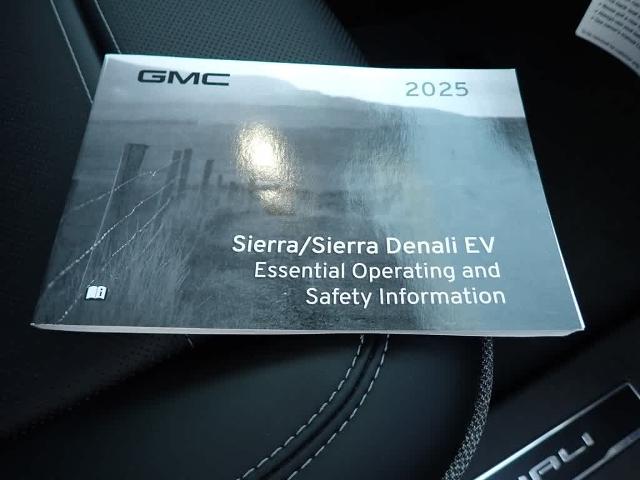 GMC
2025
Sierra/Sierra Denali EV
Essential Operating and
Safety Information